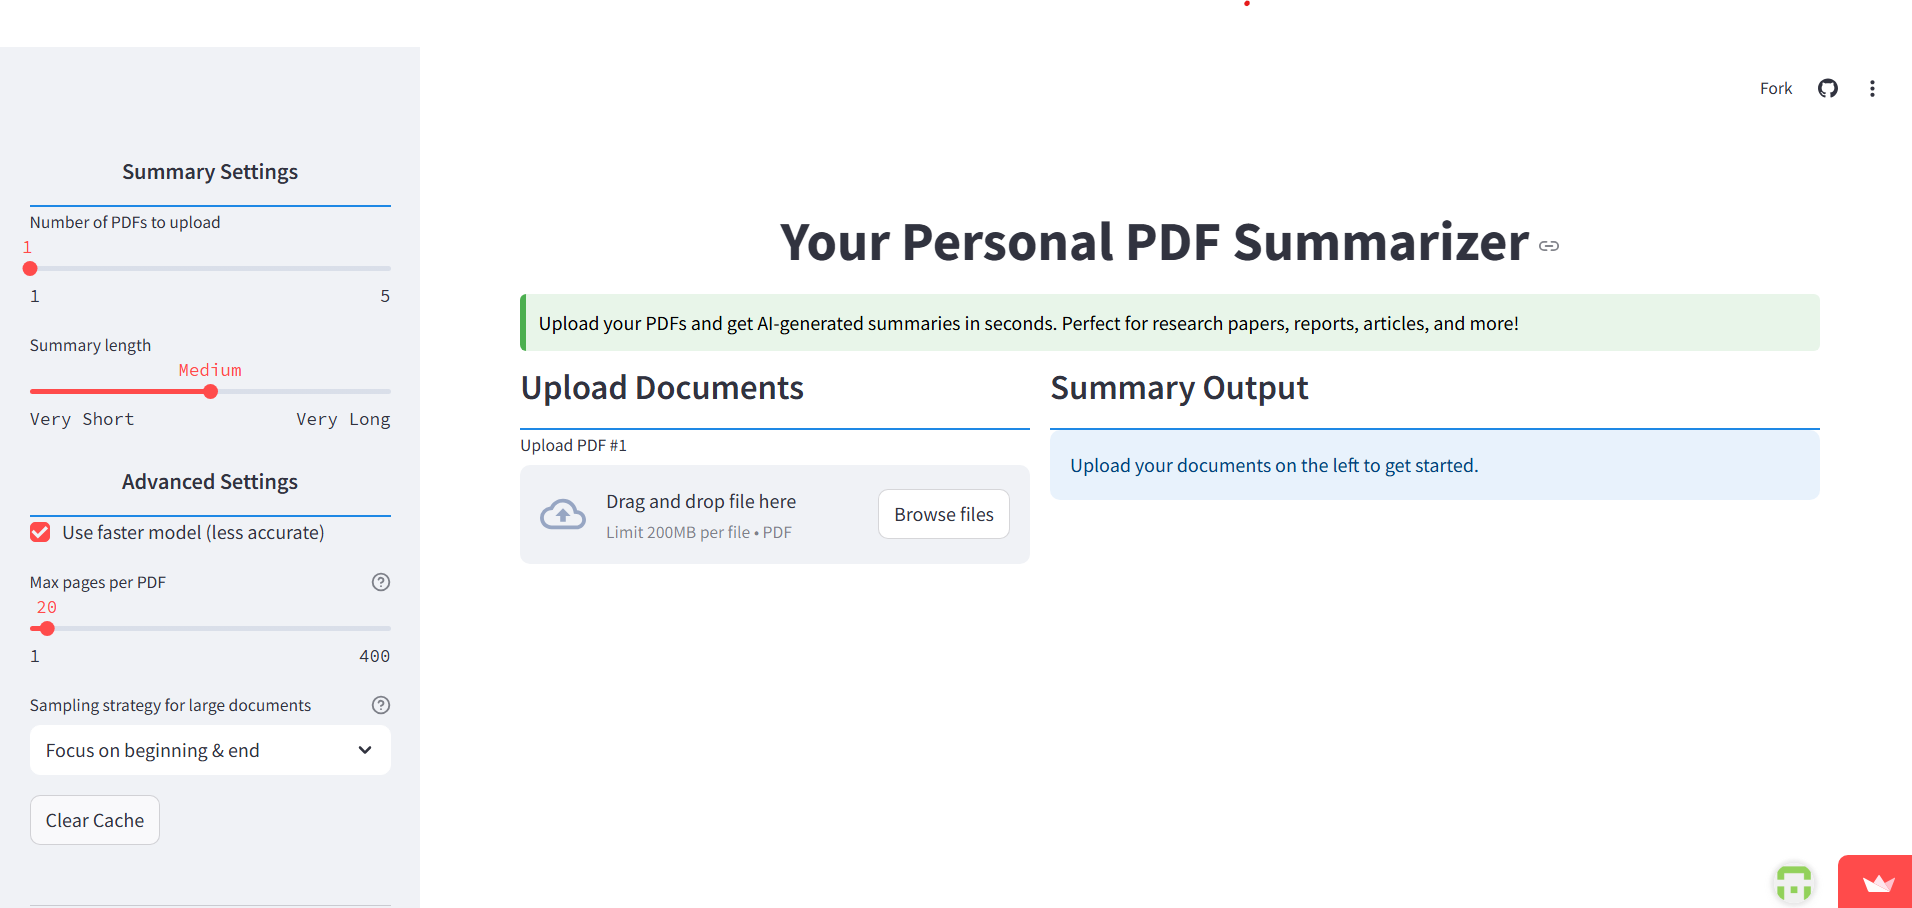 Fork
Summary Settings
Number of PDFs to upload
1
1 5
Summary length
Medium
Very Short Very Long
Advanced Settings
Use faster model (less accurate)
Max pages per PDF
20
1 400
Sampling strategy for large documents
Focus on beginning & end
Clear Cache
Your Personal PDF Summarizer
Upload your PDFs and get AI-generated summaries in seconds. Perfect for research papers, reports, articles, and more!
Upload Documents
Upload PDF #1
Drag and drop file here
Limit 200MB per file • PDF
Browse files
Summary Output
Upload your documents on the left to get started.